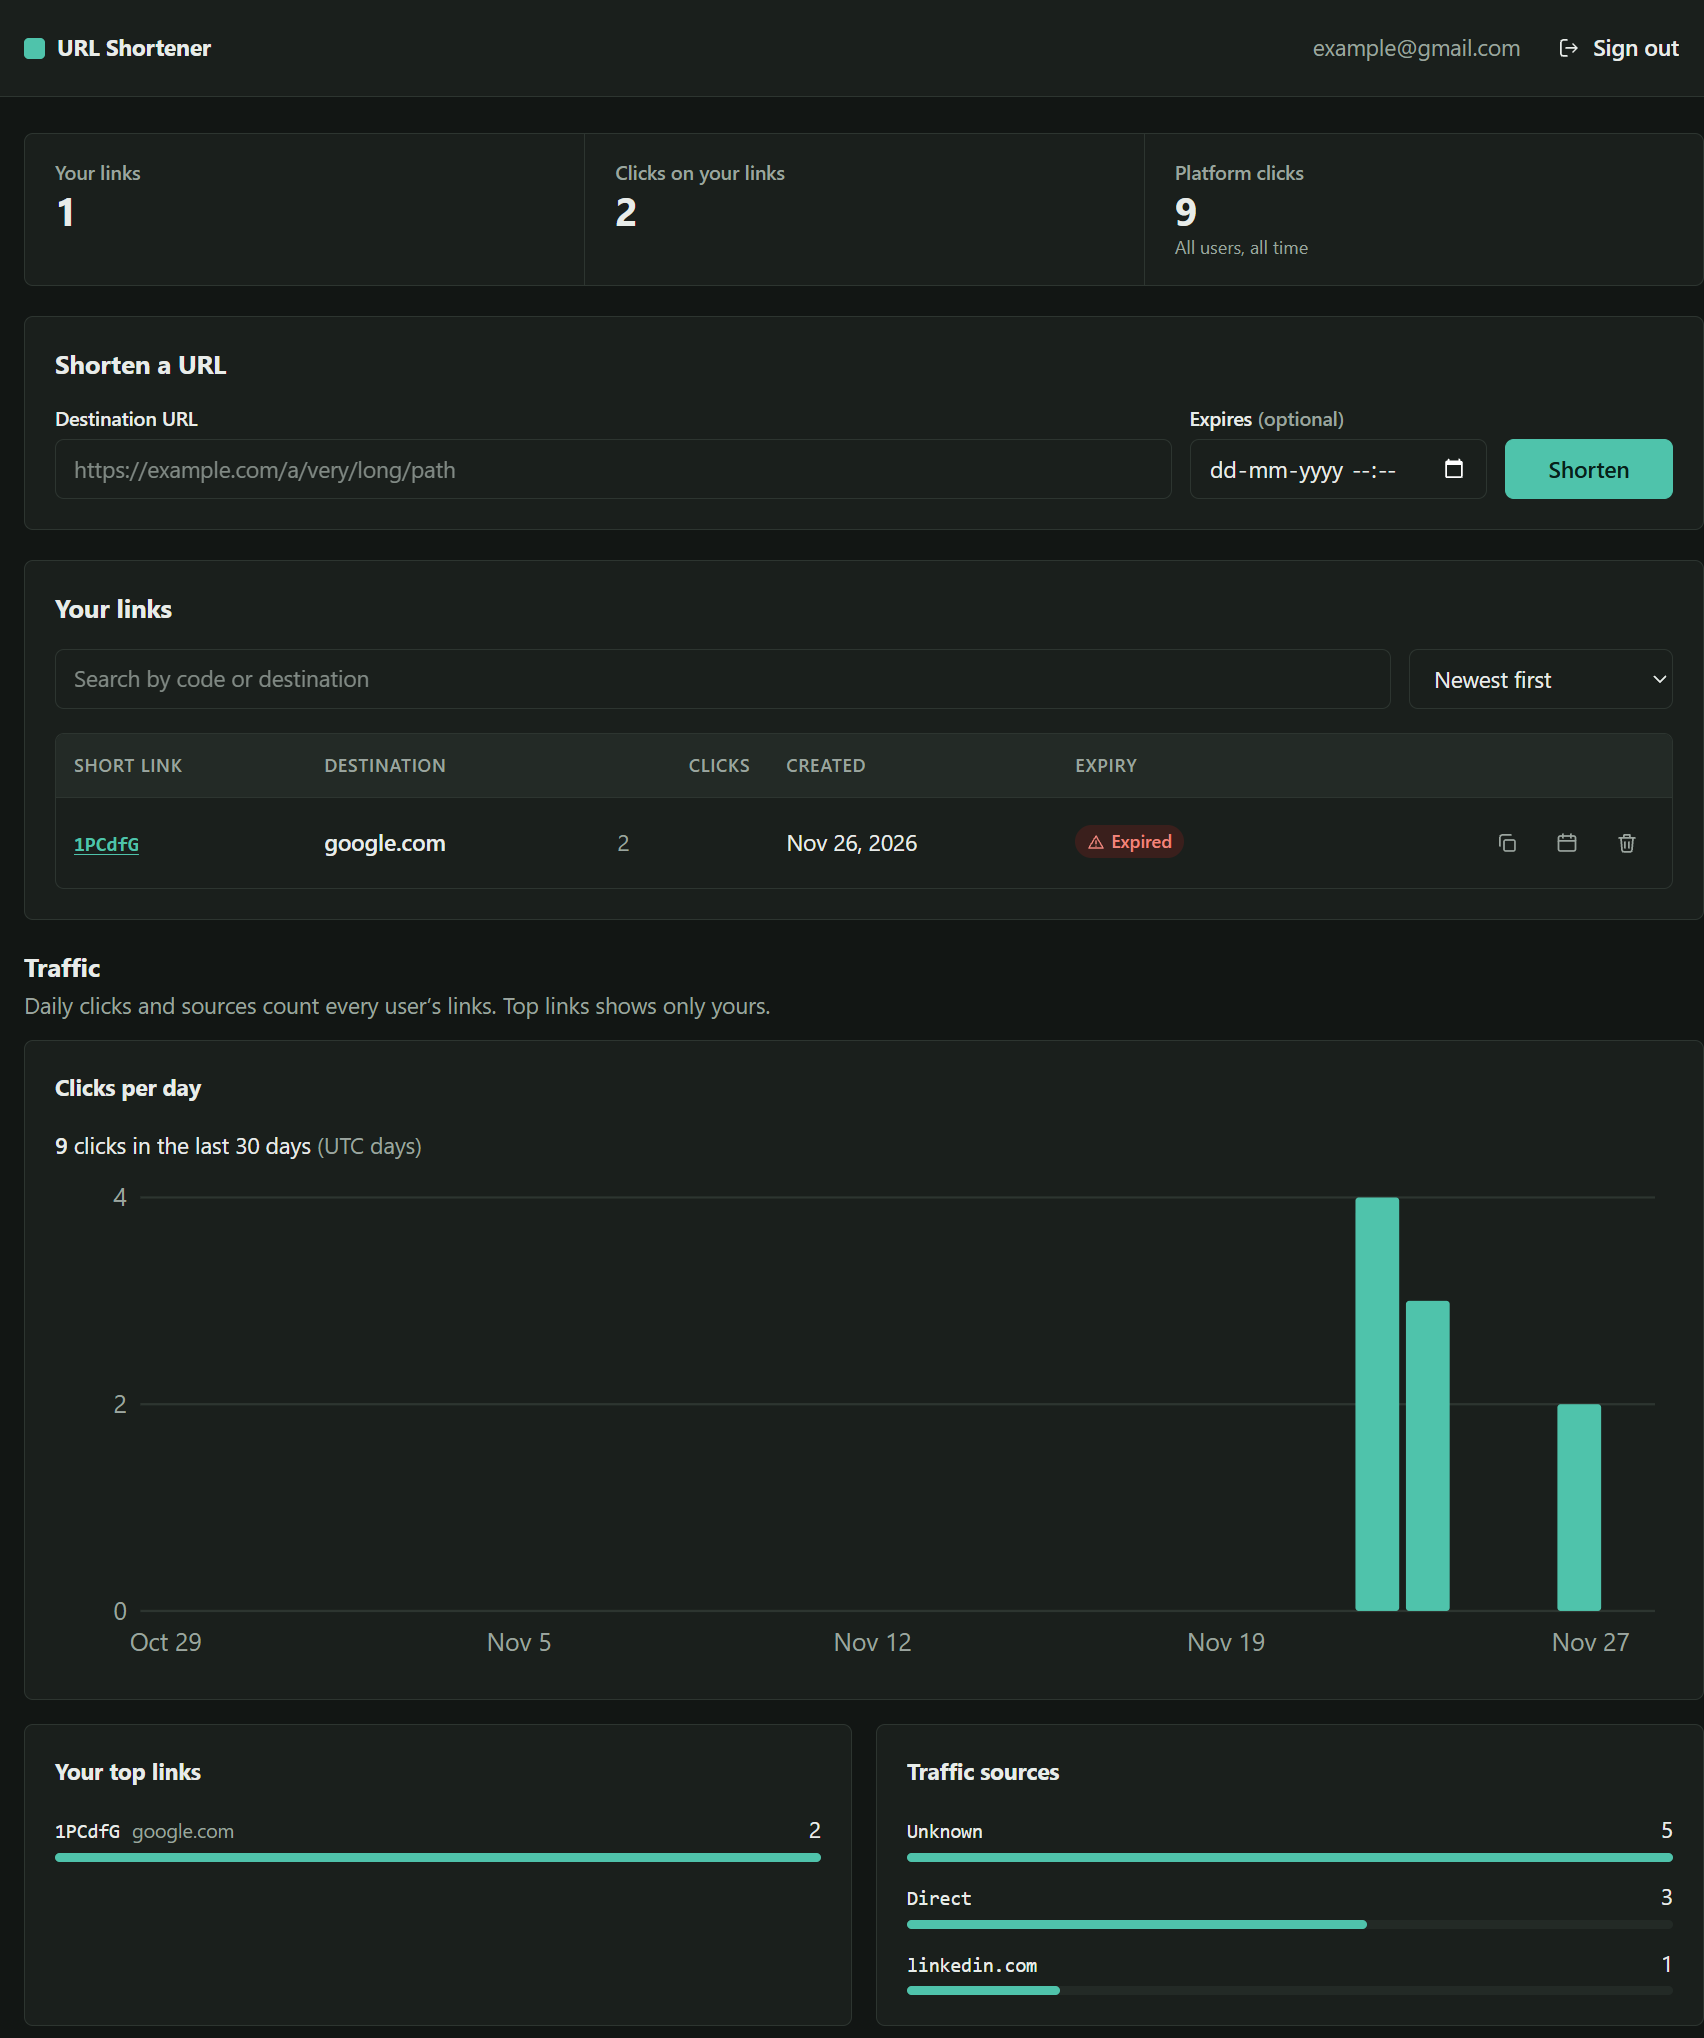 URL Shortener
example@gmail.com
Sign out
Your links
1
Clicks on your links
2
Platform clicks
9
All users, all time
Shorten a URL
Destination URL
https://example.com/a/very/long/path
Expires (optional)
dd-mm-yyyy --:--
Shorten
Your links
Search by code or destination
Newest first
SHORT LINK DESTINATION CLICKS CREATED EXPIRY
1PCdfG google.com 2 Nov 26, 2026 Expired
Traffic
Daily clicks and sources count every user’s links. Top links shows only yours.
Clicks per day
9 clicks in the last 30 days (UTC days)
4
2
0
Oct 29 Nov 5 Nov 12 Nov 19 Nov 27
Your top links
1PCdfG google.com 2
Traffic sources
Unknown 5
Direct 3
linkedin.com 1